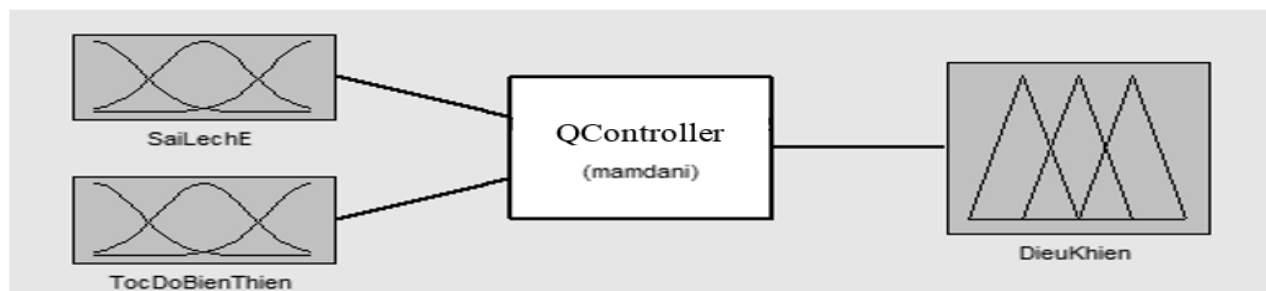 SaiLechE
TocDoBienThien
QController
(mamdani)
DieuKhien